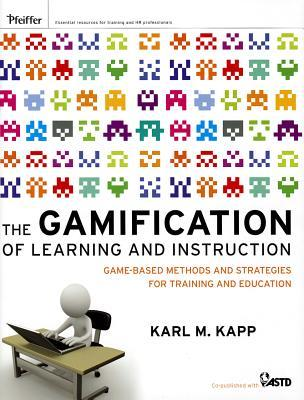 Pfeiffer
Essential resources for training and HR professionals
THE GAMIFICATION
OF LEARNING AND INSTRUCTION
GAME-BASED METHODS AND STRATEGIES
FOR TRAINING AND EDUCATION
KARL M. KAPP
Co-published with ASTD